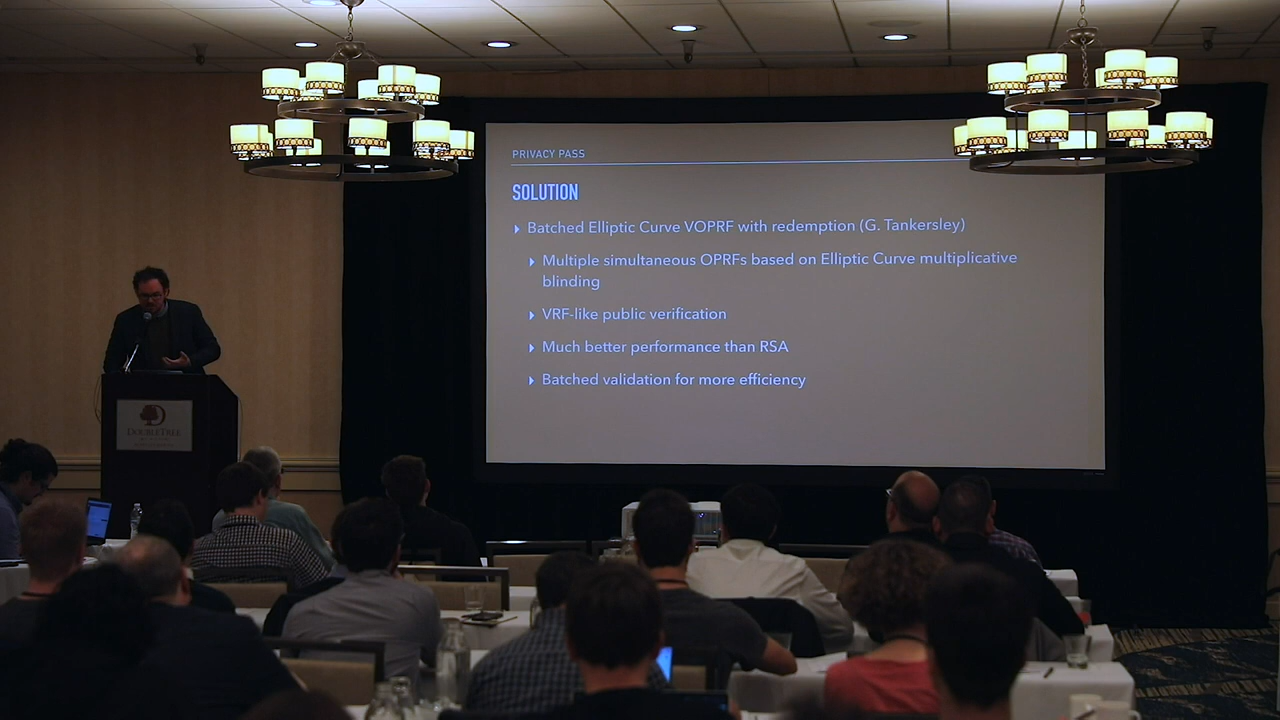 PRIVACY PASS
SOLUTION
Batched Elliptic Curve VOPRF with redemption (G. Tankersley)
Multiple simultaneous OPRFs based on Elliptic Curve multiplicative
blinding
VRF-like public verification
Much better performance than RSA
Batched validation for more efficiency
DOUBLETREE